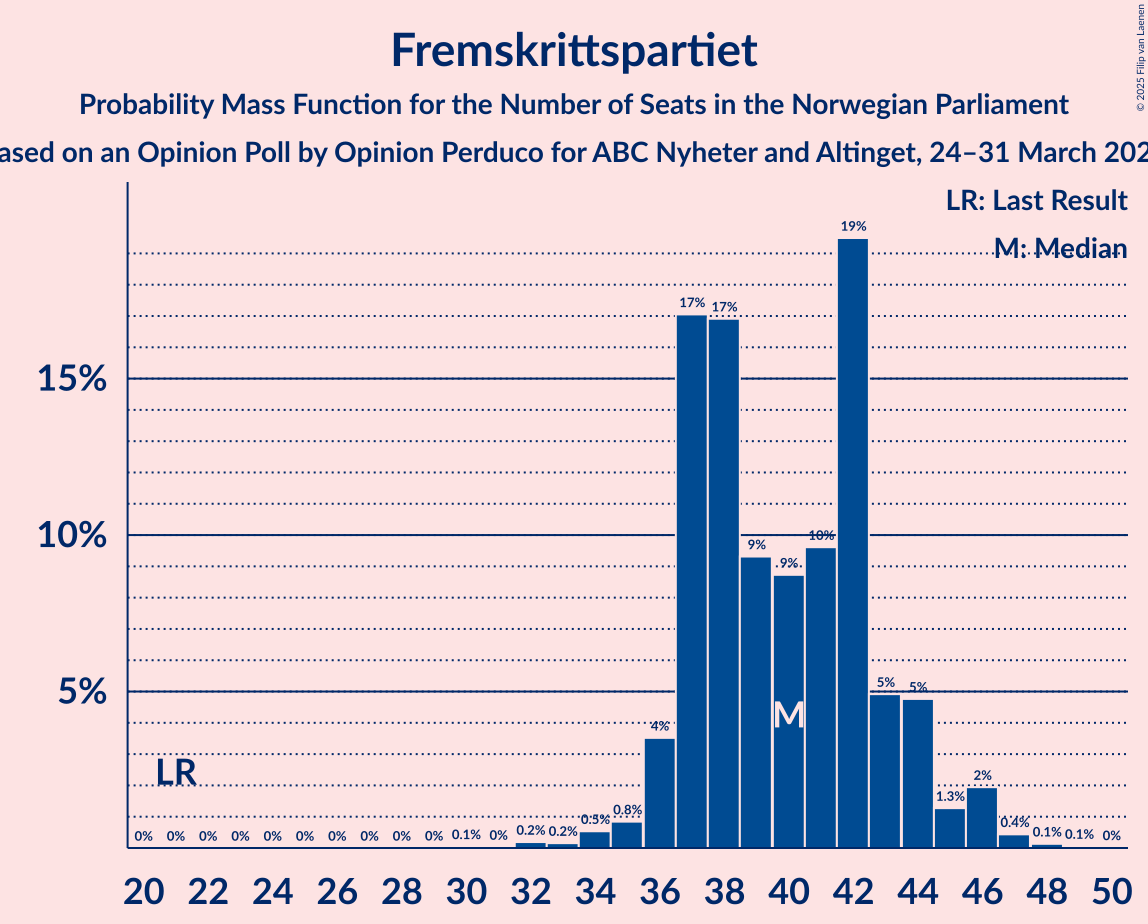 Fremskrittspartiet
Probability Mass Function for the Number of Seats in the Norwegian Parliament
ased on an Opinion Poll by Opinion Perduco for ABC Nyheter and Altinget, 24–31 March 202
© 2025 Filip van Laenen
LR: Last Result
M: Median
15%
10%
5%
0% 0% 0% 0% 0% 0% 0% 0% 0% 0% 0.1% 0% 0.2% 0.2% 0.5% 0.8% 4% 17% 17% 9% 9% 10% 19% 5% 5% 1.3% 2% 0.4% 0.1% 0.1% 0%
LR
M
20 22 24 26 28 30 32 34 36 38 40 42 44 46 48 50